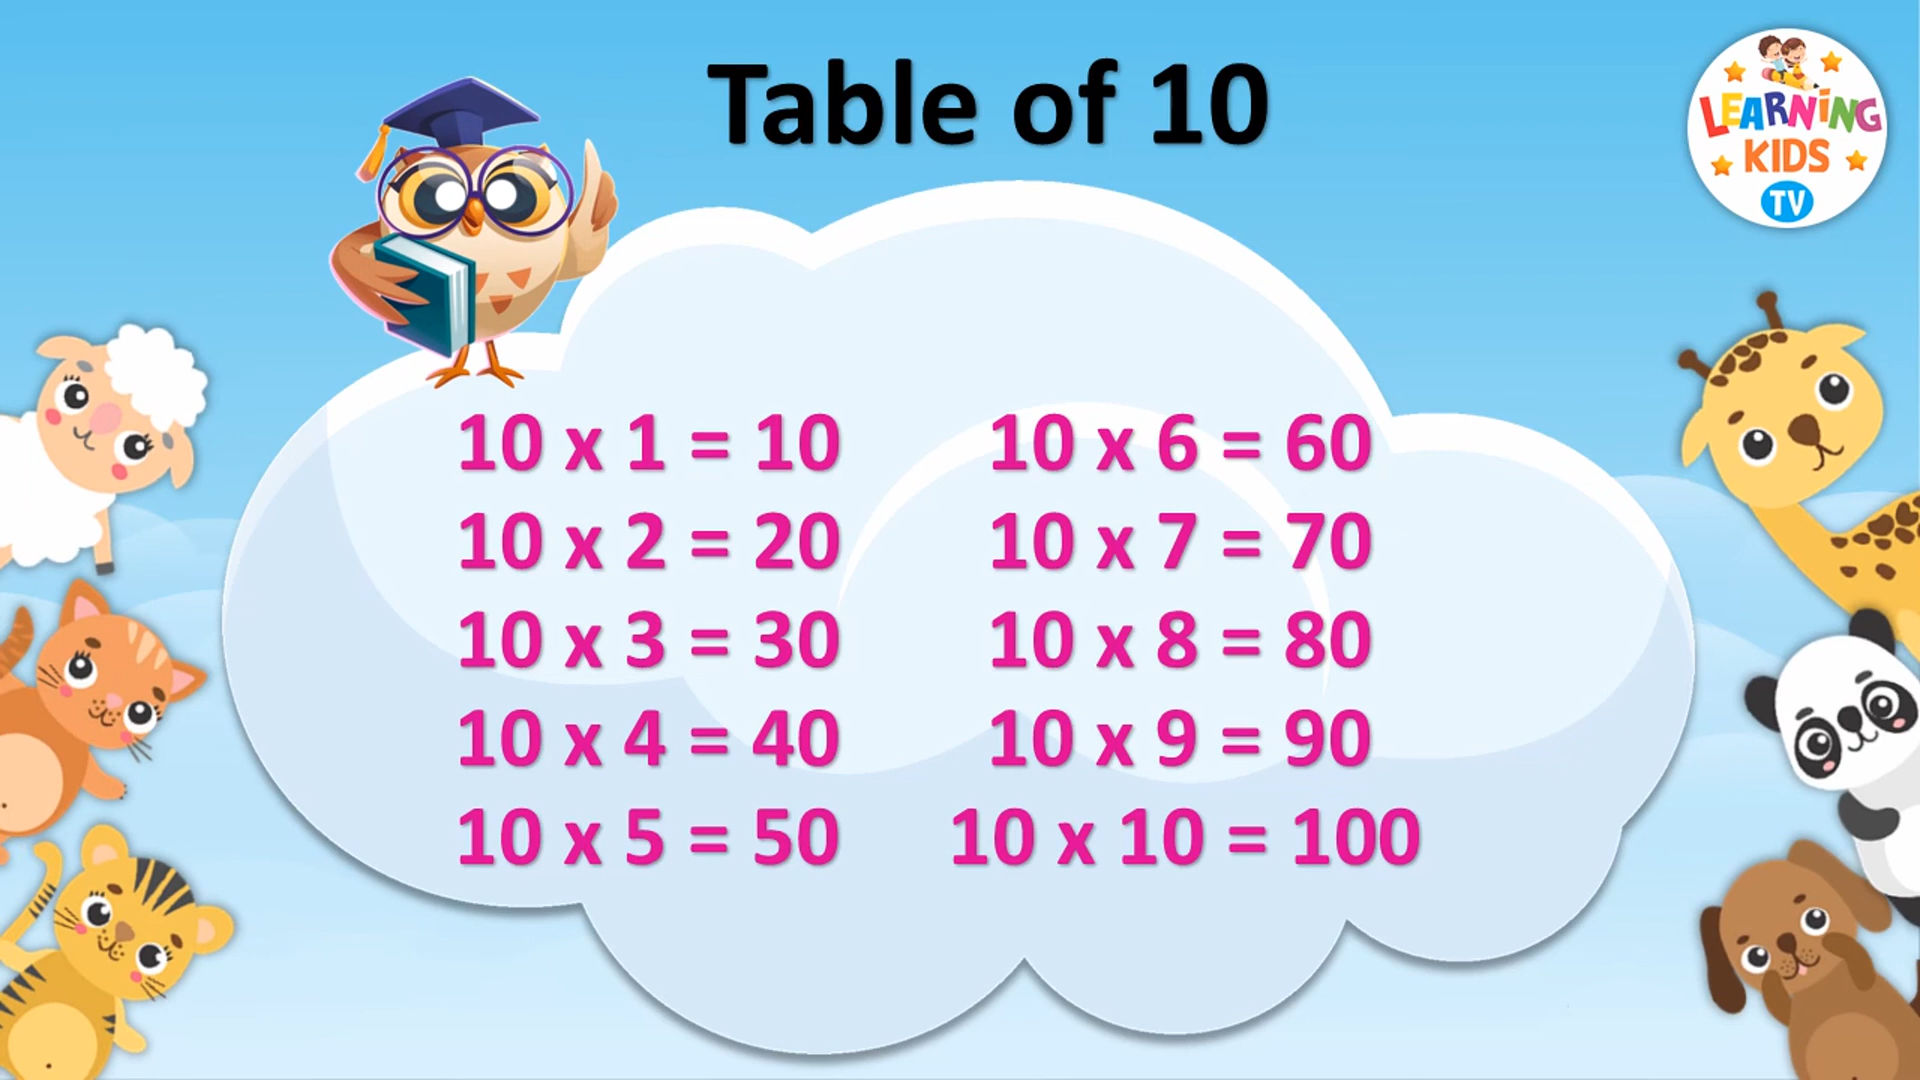 Table of 10
LEARNING
KIDS
TV
10 x 1 = 10
10 x 2 = 20
10 x 3 = 30
10 x 4 = 40
10 x 5 = 50
10 x 6 = 60
10 x 7 = 70
10 x 8 = 80
10 x 9 = 90
10 x 10 = 100